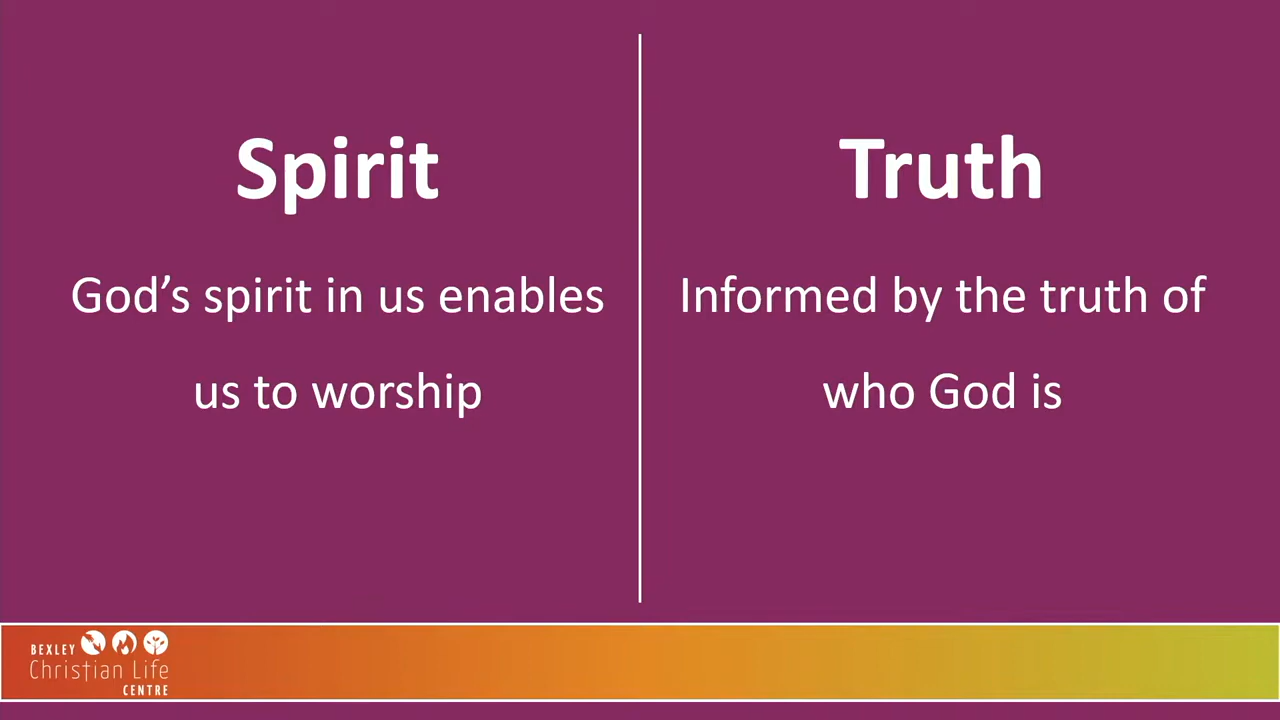 Spirit
God's spirit in us enables
us to worship
Truth
Informed by the truth of
who God is
BEXLEY
Christian Life
CENTRE